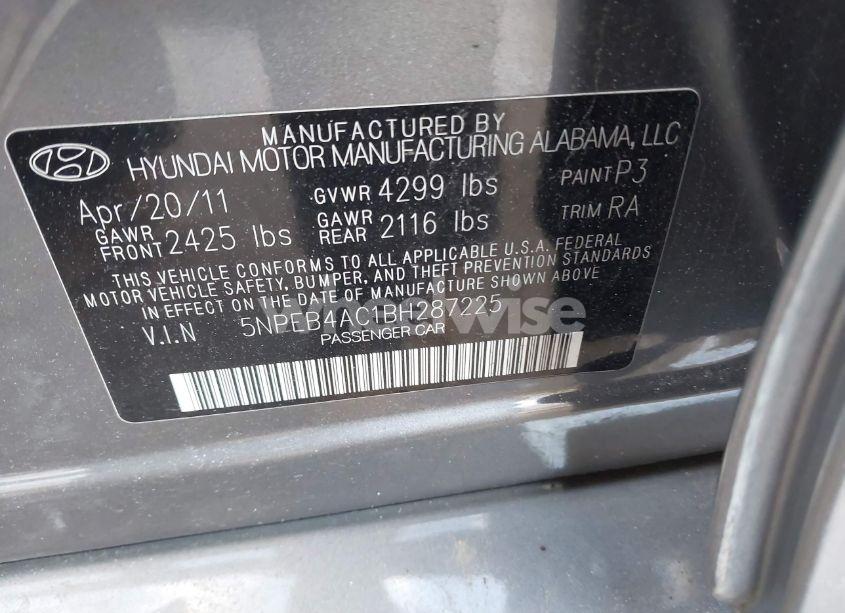 MANUFACTURED BY
HYUNDAI MOTOR MANUFACTURING ALABAMA, LLC
Apr/20/11 GVWR 4299 lbs PAINT P3
GAWR FRONT 2425 lbs GAWR REAR 2116 lbs TRIM RA
THIS VEHICLE CONFORMS TO ALL APPLICABLE U.S.A. FEDERAL
MOTOR VEHICLE SAFETY, BUMPER, AND THEFT PREVENTION STANDARDS
IN EFFECT ON THE DATE OF MANUFACTURE SHOWN ABOVE
V.I.N 5NPEB4AC1BH287225
PASSENGER CAR